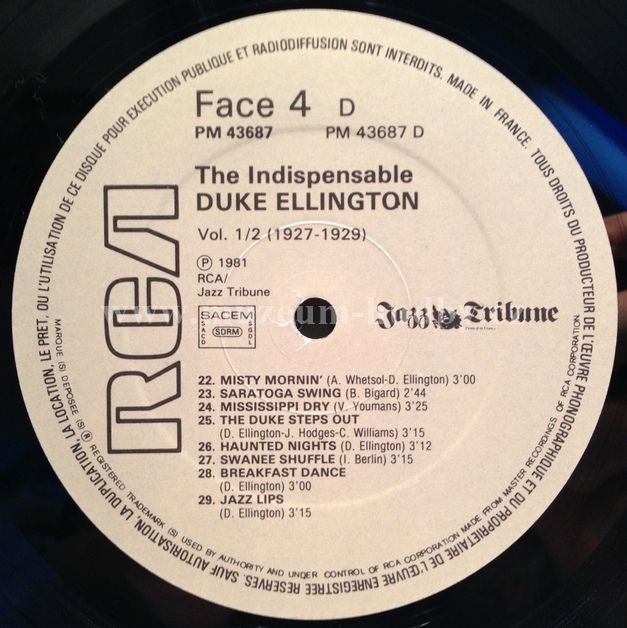 Face 4 D
PM 43687 PM 43687 D
The Indispensable
DUKE ELLINGTON
Vol. 1/2 (1927-1929)
℗ 1981
RCA/
Jazz Tribune
SACEM
SACD SDRM SGDL
RCA
Jazz Tribune
22. MISTY MORNIN' (A. Whetsol-D. Ellington) 3'00
23. SARATOGA SWING (B. Bigard) 2'44
24. MISSISSIPPI DRY (V. Youmans) 3'25
25. THE DUKE STEPS OUT
(D. Ellington-J. Hodges-C. Williams) 3'15
26. HAUNTED NIGHTS (D. Ellington) 3'12
27. SWANEE SHUFFLE (I. Berlin) 3'15
28. BREAKFAST DANCE
(D. Ellington) 3'00
29. JAZZ LIPS
(D. Ellington) 3'15
MADE IN FRANCE. TOUS DROITS DU PRODUCTEUR DE L'ŒUVRE PHONOGRAPHIQUE ET DU PROPRIETAIRE DE L'ŒUVRE ENREGISTREE RESERVES. SAUF AUTORISATION, LA DUPLICATION, LA LOCATION, LE PRET, OU L'UTILISATION DE CE DISQUE POUR EXECUTION PUBLIQUE ET RADIODIFFUSION SONT INTERDITS.
MARQUE (S) DEPOSEE (S) ® REGISTERED TRADEMARK (S) USED BY AUTHORITY AND UNDER CONTROL OF RCA CORPORATION MADE FROM MASTER RECORDINGS OF RCA CORPORATION.